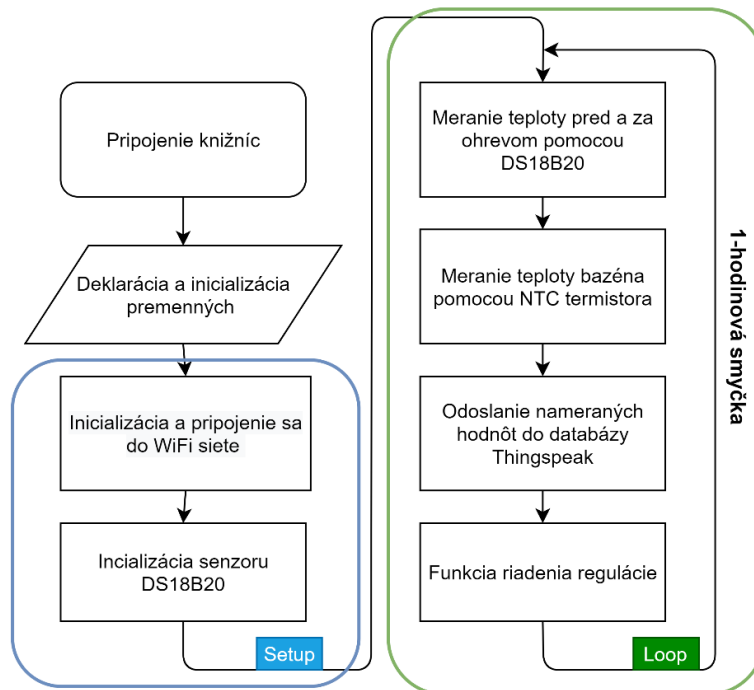 Pripojenie knižníc
Deklarácia a inicializácia
premenných
Inicializácia a pripojenie sa
do WiFi siete
Incializácia senzoru
DS18B20
Setup
Meranie teploty pred a za
ohrevom pomocou
DS18B20
Meranie teploty bazéna
pomocou NTC termistora
Odoslanie nameraných
hodnôt do databázy
Thingspeak
Funkcia riadenia regulácie
Loop
1-hodinová smyčka